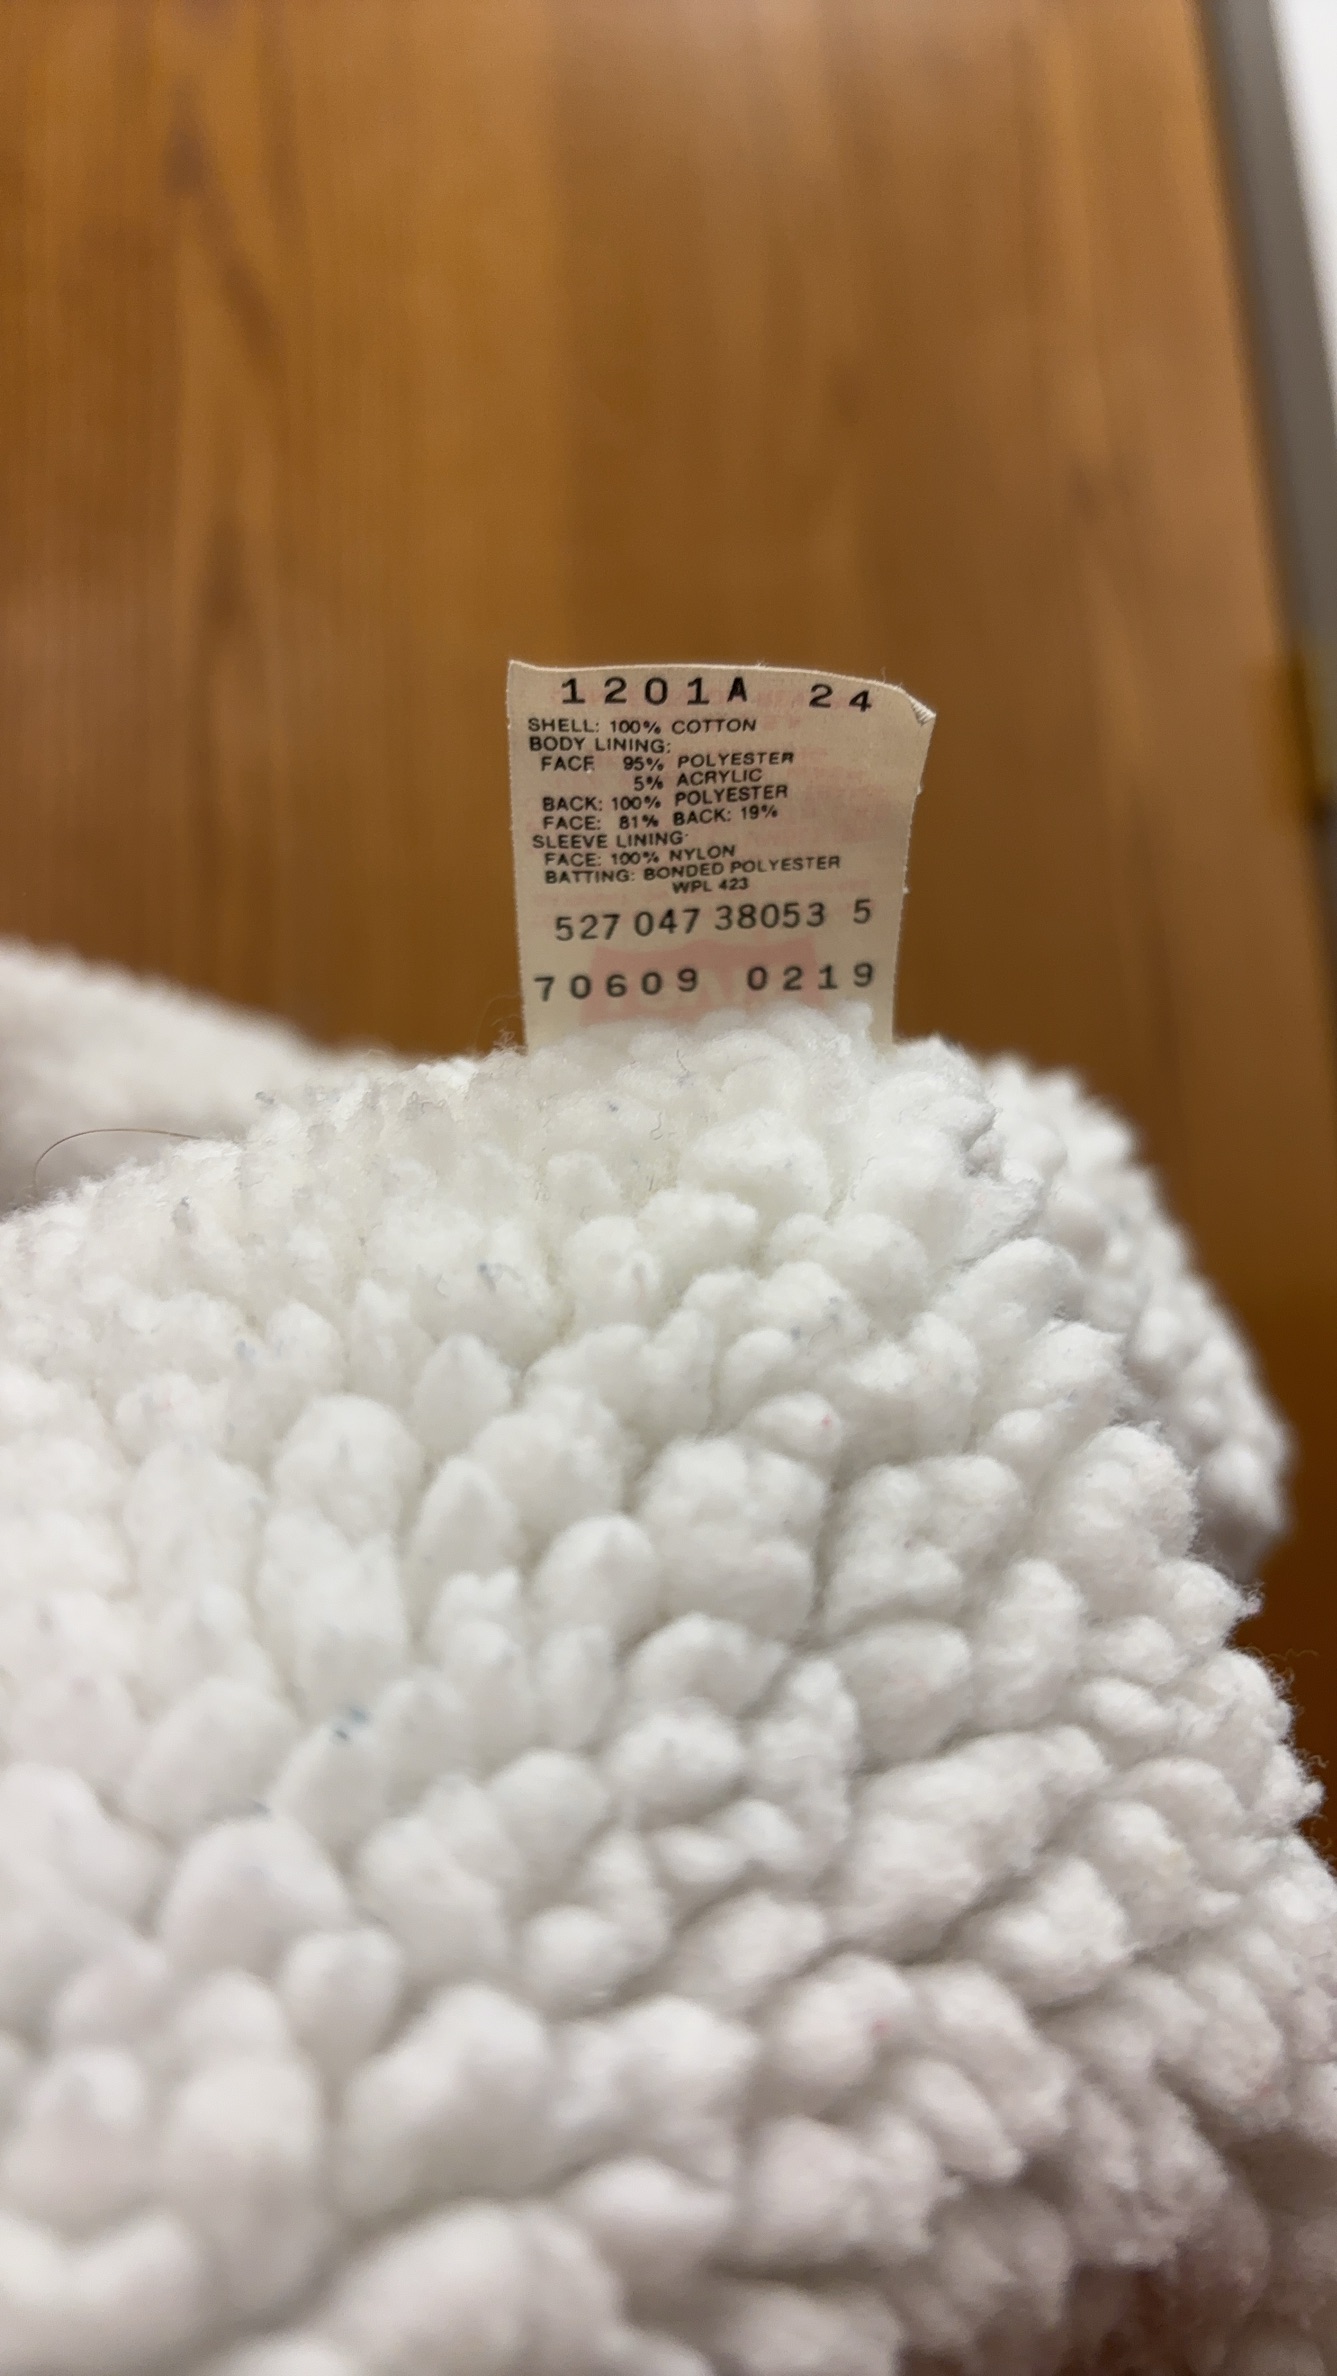 1201A 24
SHELL: 100% COTTON
BODY LINING:
FACE 95% POLYESTER
5% ACRYLIC
BACK: 100% POLYESTER
FACE: 81% BACK: 19%
SLEEVE LINING:
FACE: 100% NYLON
BATTING: BONDED POLYESTER
WPL 423
527 047 38053 5
70609 0219